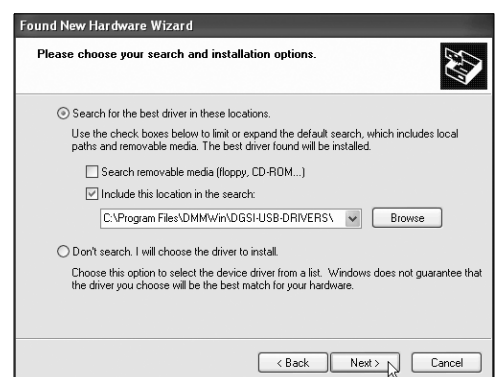 Found New Hardware Wizard
Please choose your search and installation options.
Search for the best driver in these locations.
Use the check boxes below to limit or expand the default search, which includes local
paths and removable media. The best driver found will be installed.
Search removable media (floppy, CD-ROM...)
Include this location in the search:
C:\Program Files\DMMWin\DGSI-USB-DRIVERS\
Browse
Don't search. I will choose the driver to install.
Choose this option to select the device driver from a list. Windows does not guarantee that
the driver you choose will be the best match for your hardware.
< Back Next > Cancel